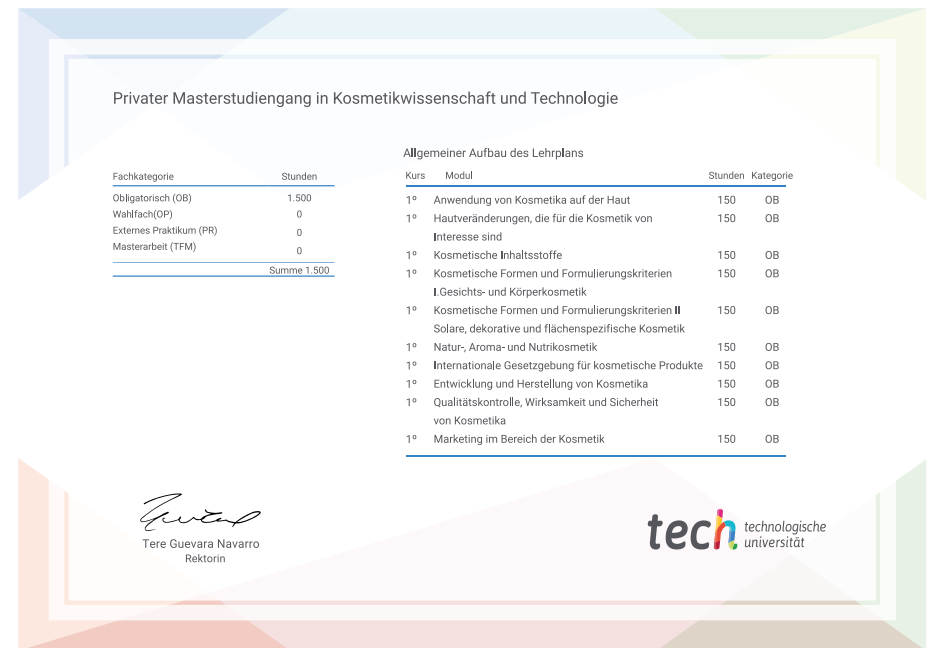 Privater Masterstudiengang in Kosmetikwissenschaft und Technologie
Fachkategorie Stunden
Obligatorisch (OB) 1.500
Wahlfach(OP) 0
Externes Praktikum (PR) 0
Masterarbeit (TFM) 0
Summe 1.500
Allgemeiner Aufbau des Lehrplans
Kurs Modul Stunden Kategorie
1º Anwendung von Kosmetika auf der Haut 150 OB
1º Hautveränderungen, die für die Kosmetik von 150 OB
Interesse sind
1º Kosmetische Inhaltsstoffe 150 OB
1º Kosmetische Formen und Formulierungskriterien 150 OB
I.Gesichts- und Körperkosmetik
1º Kosmetische Formen und Formulierungskriterien II 150 OB
Solare, dekorative und flächenspezifische Kosmetik
1º Natur-, Aroma- und Nutrikosmetik 150 OB
1º Internationale Gesetzgebung für kosmetische Produkte 150 OB
1º Entwicklung und Herstellung von Kosmetika 150 OB
1º Qualitätskontrolle, Wirksamkeit und Sicherheit 150 OB
von Kosmetika
1º Marketing im Bereich der Kosmetik 150 OB
Tere Guevara Navarro
Rektorin
tech technologische
universität